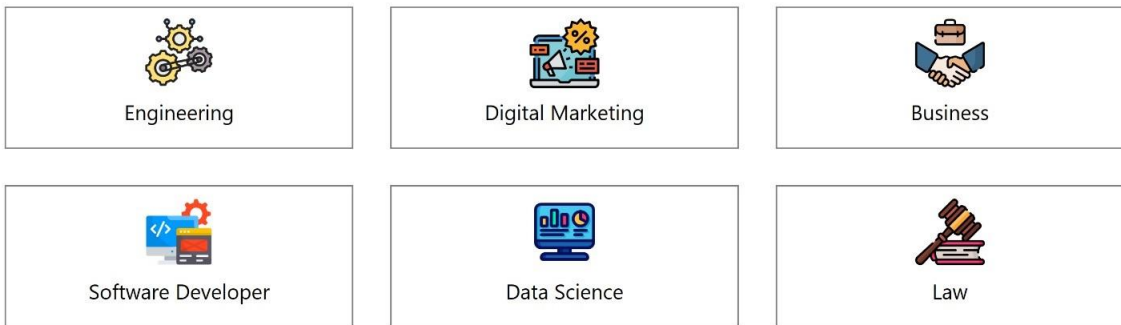 Engineering
Digital Marketing
Business
</>
Software Developer
Data Science
Law